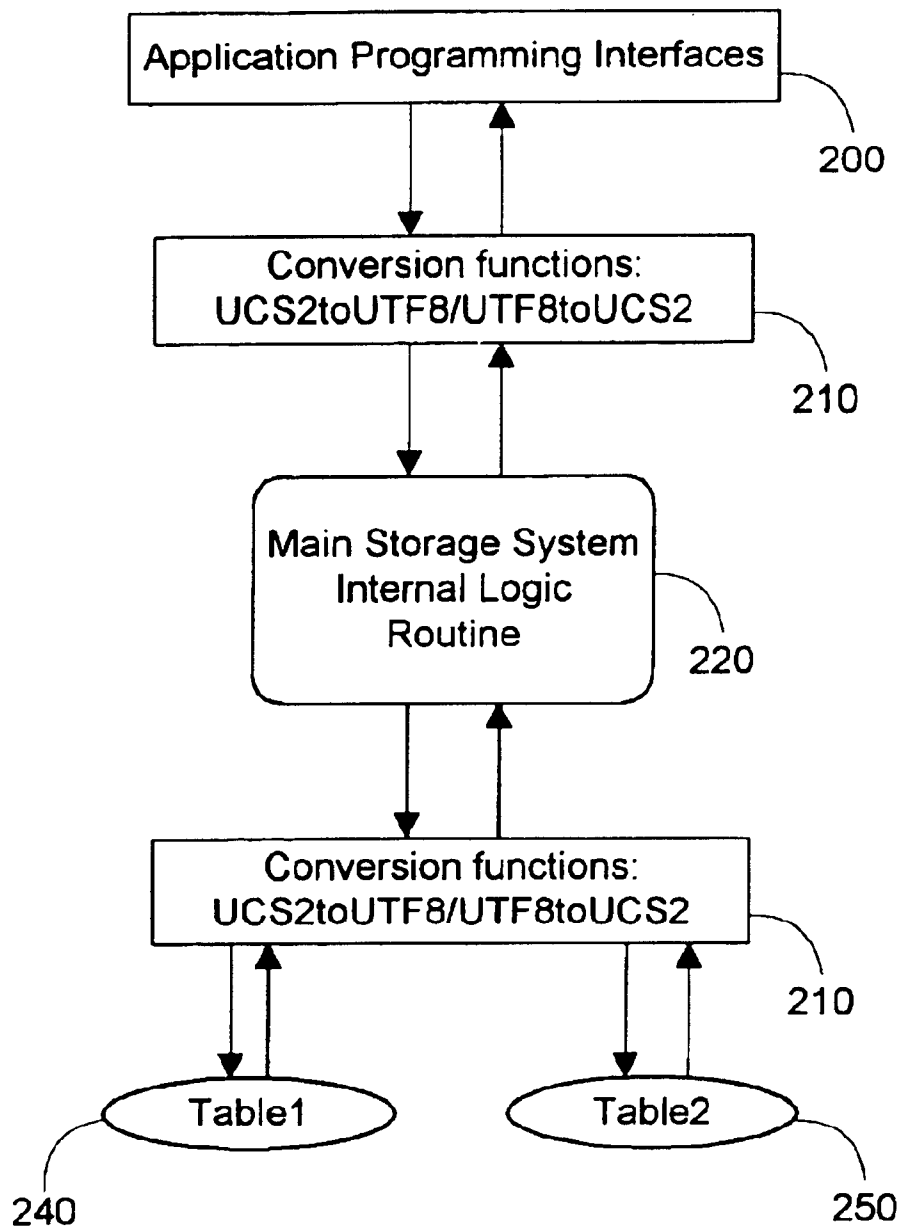 Application Programming Interfaces
200
Conversion functions:
UCS2toUTF8/UTF8toUCS2
210
Main Storage System
Internal Logic
Routine
220
Conversion functions:
UCS2toUTF8/UTF8toUCS2
210
Table1
Table2
240
250